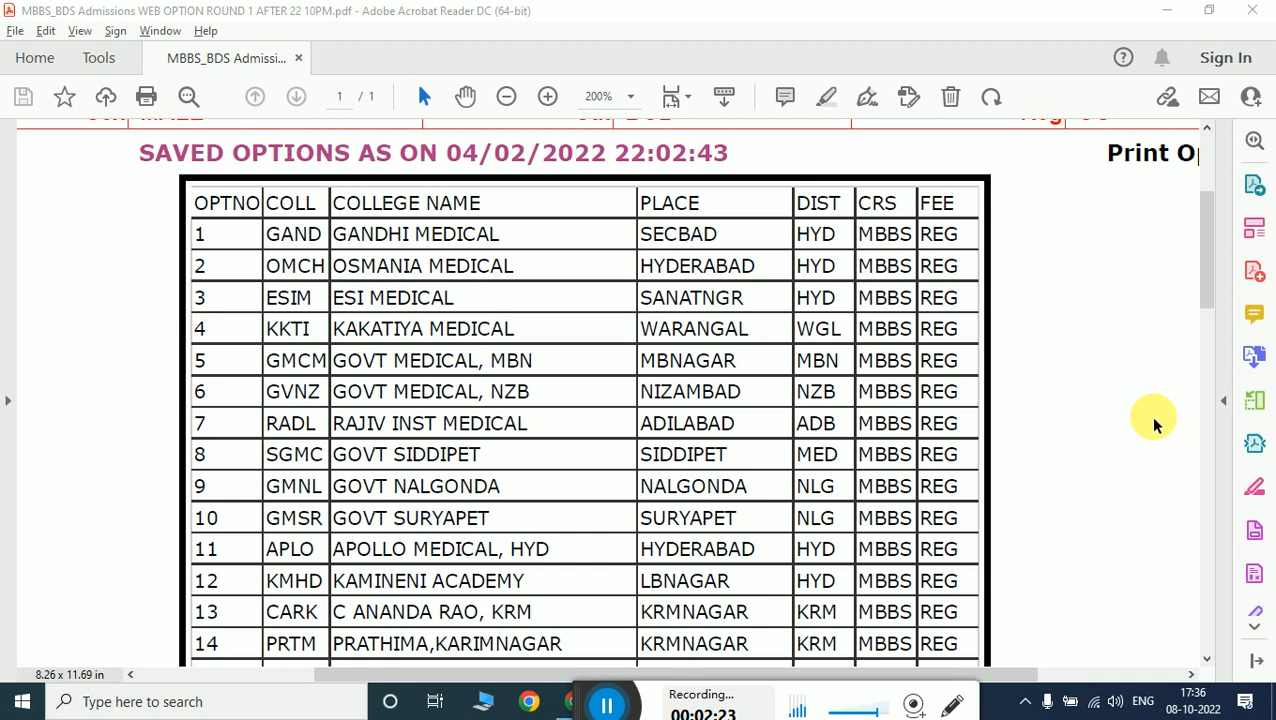 MBBS_BDS Admissions WEB OPTION ROUND 1 AFTER 22 10PM.pdf - Adobe Acrobat Reader DC (64-bit)
File Edit View Sign Window Help
Home Tools MBBS_BDS Admissi... × Sign In
1 / 1 200%
SAVED OPTIONS AS ON 04/02/2022 22:02:43 Print Op
OPTNO COLL COLLEGE NAME PLACE DIST CRS FEE
1 GAND GANDHI MEDICAL SECBAD HYD MBBS REG
2 OMCH OSMANIA MEDICAL HYDERABAD HYD MBBS REG
3 ESIM ESI MEDICAL SANATNGR HYD MBBS REG
4 KKTI KAKATIYA MEDICAL WARANGAL WGL MBBS REG
5 GMCM GOVT MEDICAL, MBN MBNAGAR MBN MBBS REG
6 GVNZ GOVT MEDICAL, NZB NIZAMBAD NZB MBBS REG
7 RADL RAJIV INST MEDICAL ADILABAD ADB MBBS REG
8 SGMC GOVT SIDDIPET SIDDIPET MED MBBS REG
9 GMNL GOVT NALGONDA NALGONDA NLG MBBS REG
10 GMSR GOVT SURYAPET SURYAPET NLG MBBS REG
11 APLO APOLLO MEDICAL, HYD HYDERABAD HYD MBBS REG
12 KMHD KAMINENI ACADEMY LBNAGAR HYD MBBS REG
13 CARK C ANANDA RAO, KRM KRMNAGAR KRM MBBS REG
14 PRTM PRATHIMA,KARIMNAGAR KRMNAGAR KRM MBBS REG
8.26 x 11.69 in
Type here to search
Recording...
00:02:23
ENG
17:36
08-10-2022